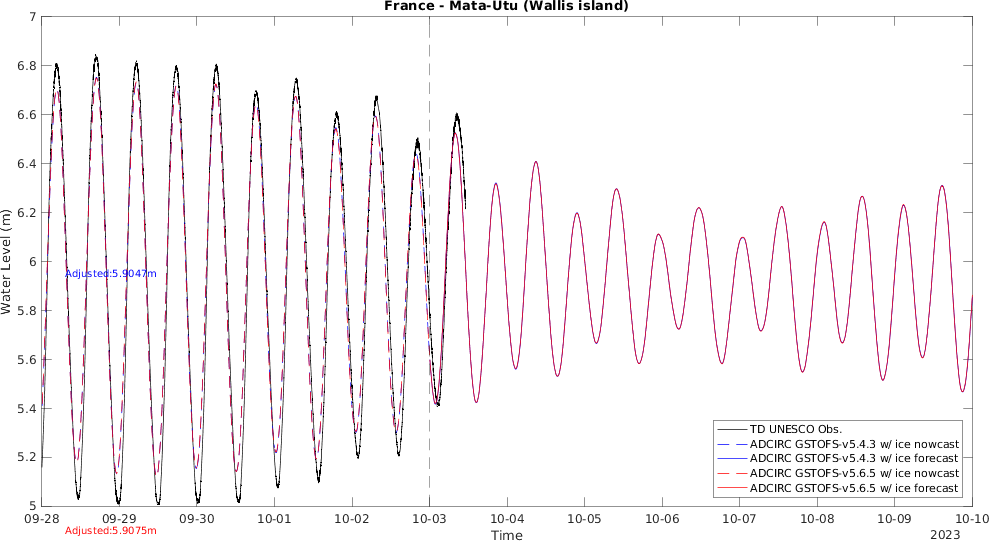 France - Mata-Utu (Wallis island)
7
6.8
6.6
6.4
6.2
6
5.8
5.6
5.4
5.2
5
Water Level (m)
Adjusted:5.9047m
Adjusted:5.9075m
TD UNESCO Obs.
ADCIRC GSTOFS-v5.4.3 w/ ice nowcast
ADCIRC GSTOFS-v5.4.3 w/ ice forecast
ADCIRC GSTOFS-v5.6.5 w/ ice nowcast
ADCIRC GSTOFS-v5.6.5 w/ ice forecast
09-28 09-29 09-30 10-01 10-02 10-03 10-04 10-05 10-06 10-07 10-08 10-09 10-10
Time
2023